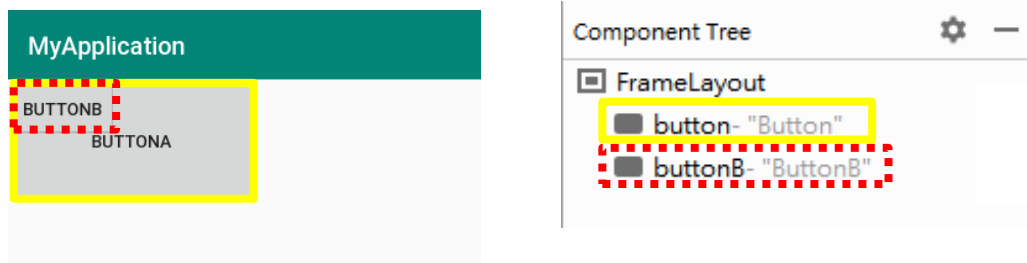 MyApplication
BUTTONB
BUTTONA
Component Tree
FrameLayout
button- "Button"
buttonB- "ButtonB"